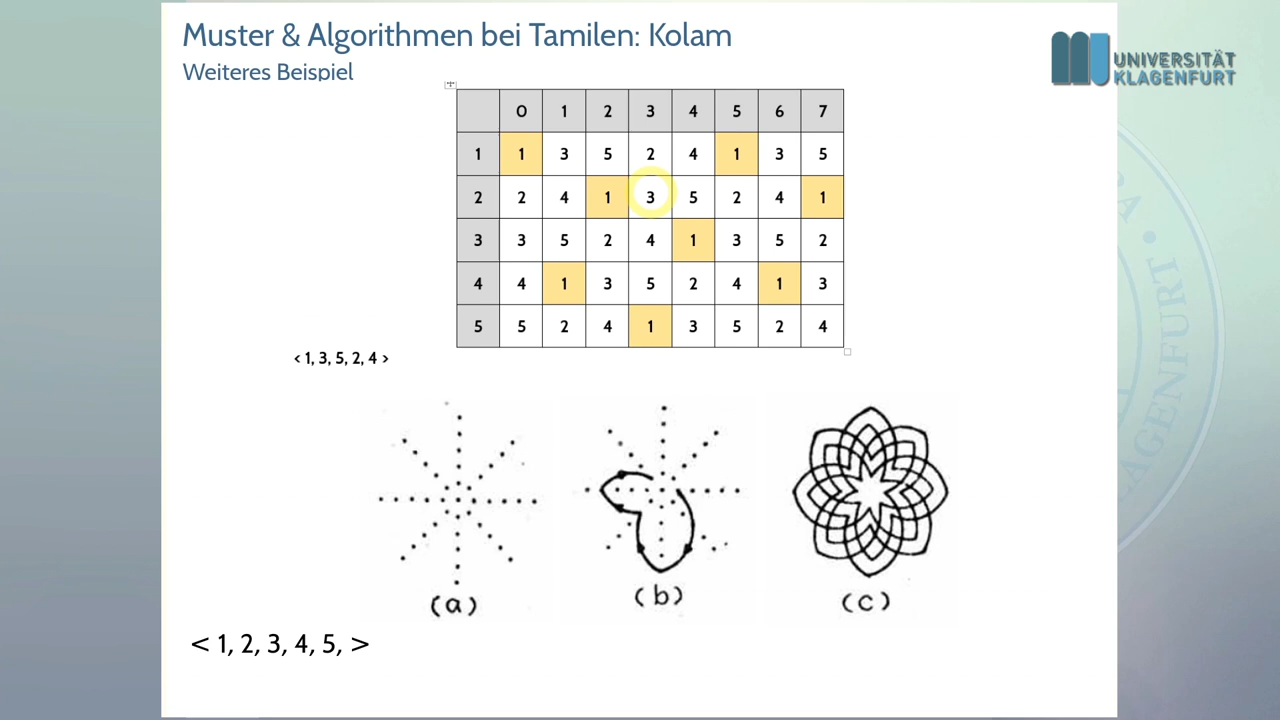 Muster & Algorithmen bei Tamilen: Kolam
Weiteres Beispiel
UNIVERSITÄT
KLAGENFURT
0 1 2 3 4 5 6 7
1 1 3 5 2 4 1 3 5
2 2 4 1 3 5 2 4 1
3 3 5 2 4 1 3 5 2
4 4 1 3 5 2 4 1 3
5 5 2 4 1 3 5 2 4
< 1, 3, 5, 2, 4 >
(a) (b) (c)
< 1, 2, 3, 4, 5, >